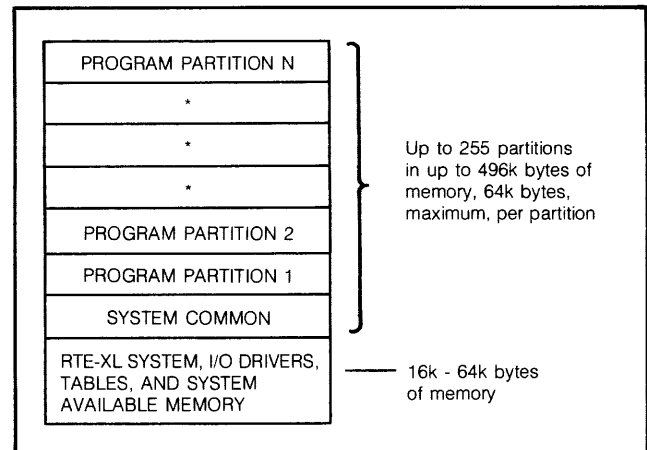 PROGRAM PARTITION N
*
*
*
PROGRAM PARTITION 2
PROGRAM PARTITION 1
SYSTEM COMMON
RTE-XL SYSTEM, I/O DRIVERS,
TABLES, AND SYSTEM
AVAILABLE MEMORY
Up to 255 partitions
in up to 496k bytes of
memory, 64k bytes,
maximum, per partition
16k - 64k bytes
of memory